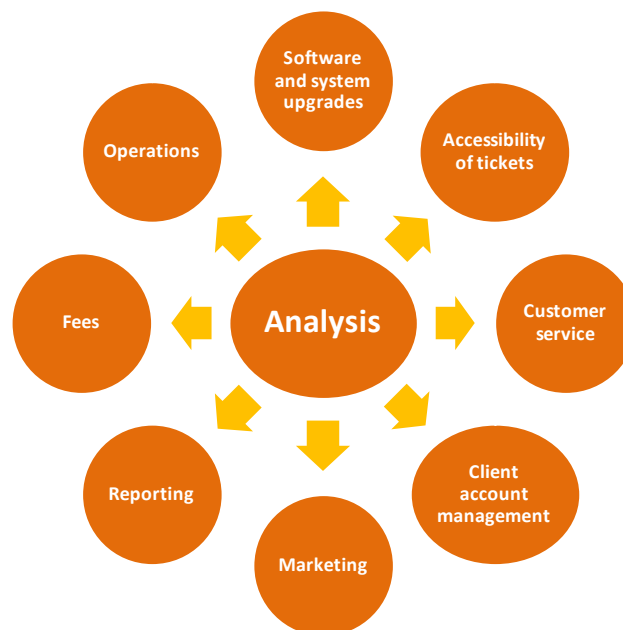 Software
and system
upgrades
Operations
Accessibility
of tickets
Analysis
Fees
Customer
service
Reporting
Client
account
management
Marketing